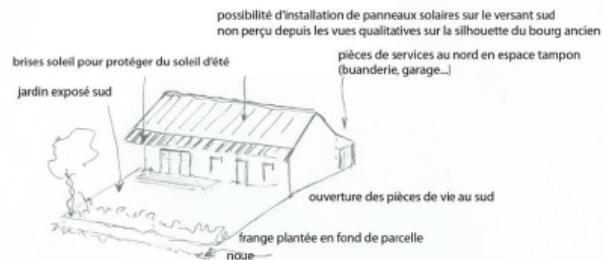 possibilité d'installation de panneaux solaires sur le versant sud
non perçu depuis les vues qualitatives sur la silhouette du bourg ancien
brises soleil pour protéger du soleil d'été
pièces de services au nord en espace tampon
(buanderie, garage...)
jardin exposé sud
ouverture des pièces de vie au sud
frange plantée en fond de parcelle
noue